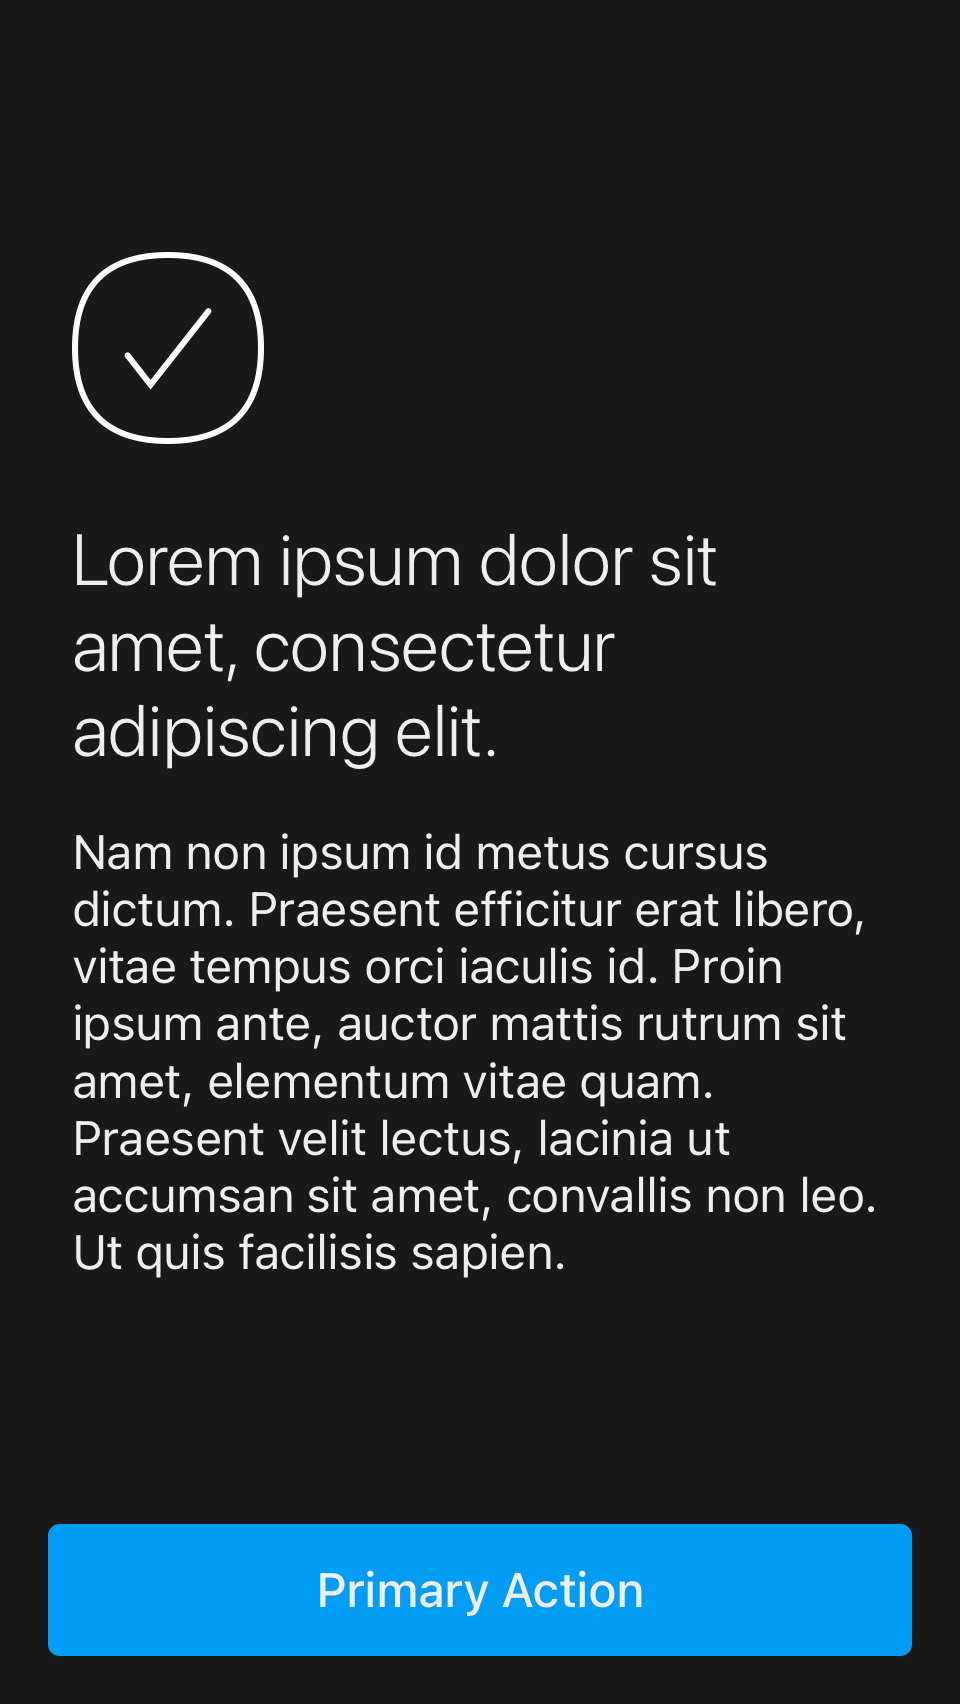 Lorem ipsum dolor sit
amet, consectetur
adipiscing elit.
Nam non ipsum id metus cursus
dictum. Praesent efficitur erat libero,
vitae tempus orci iaculis id. Proin
ipsum ante, auctor mattis rutrum sit
amet, elementum vitae quam.
Praesent velit lectus, lacinia ut
accumsan sit amet, convallis non leo.
Ut quis facilisis sapien.
Primary Action